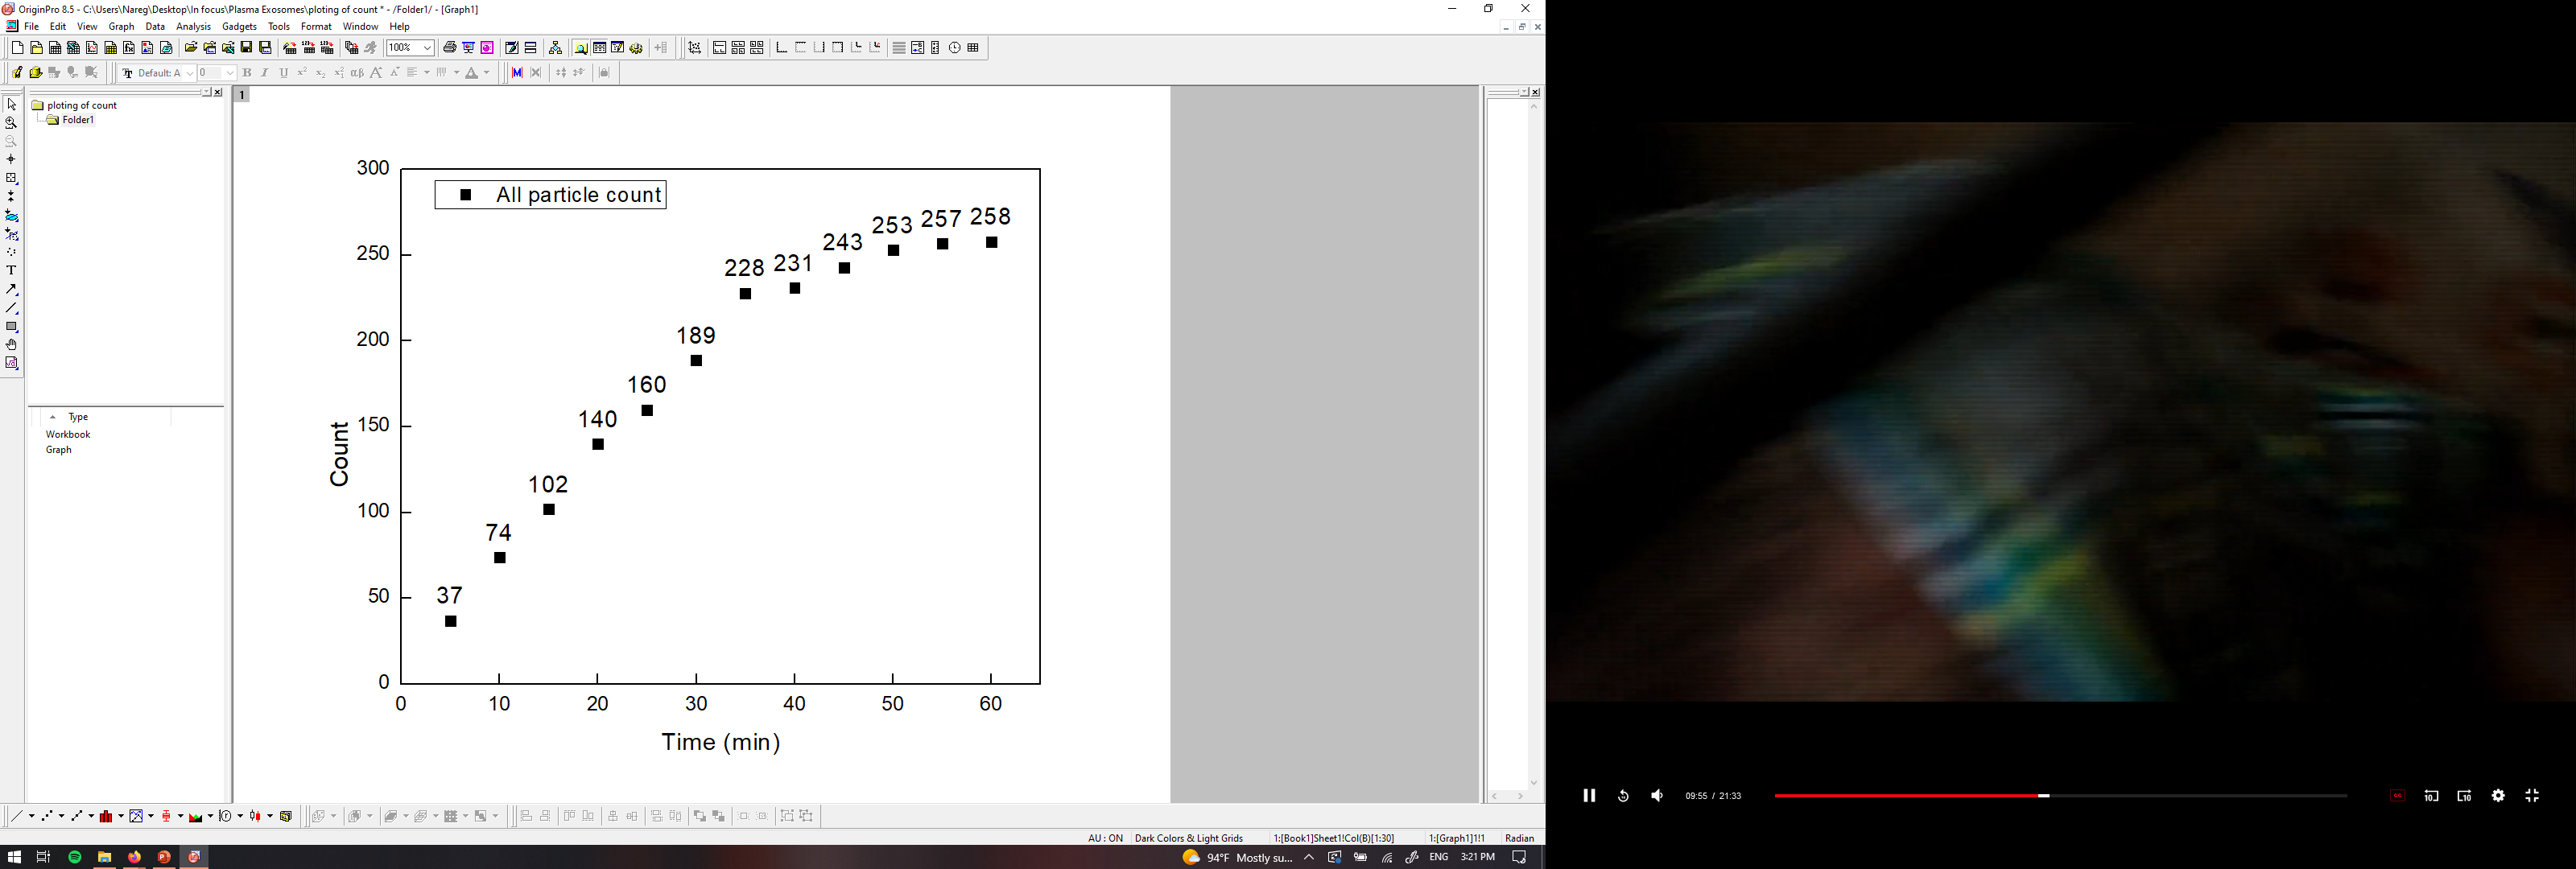 OriginPro 8.5 - C:\Users\Nareg\Desktop\In focus\Plasma Exosomes\ploting of count * - /Folder1/ - [Graph1]
File Edit View Graph Data Analysis Gadgets Tools Format Window Help
100%
Default: A 0 B I U
ploting of count
Folder1
Type
Workbook
Graph
1
300
250
200
150
100
50
0
Count
All particle count
37 74 102 140 160 189 228 231 243 253 257 258
0 10 20 30 40 50 60
Time (min)
AU : ON Dark Colors & Light Grids 1:[Book1]Sheet1!Col(B)[1:30] 1:[Graph1]1!1 Radian
94°F Mostly su... ENG 3:21 PM
09:55 / 21:33